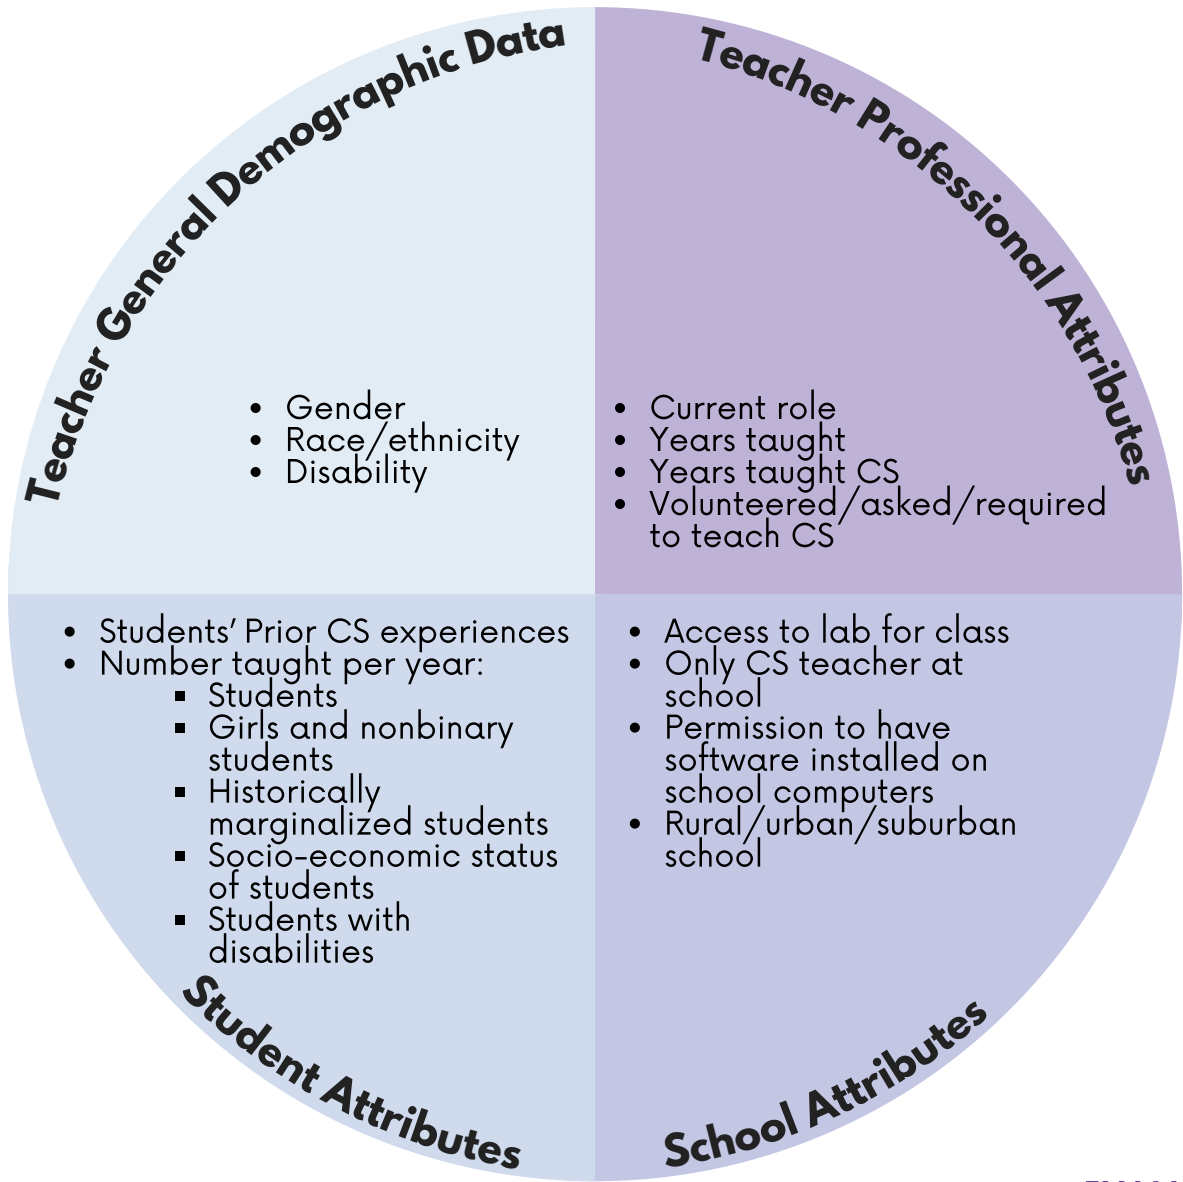 Teacher General Demographic Data
• Gender
• Race/ethnicity
• Disability
Teacher Professional Attributes
• Current role
• Years taught
• Years taught CS
• Volunteered/asked/required
to teach CS
• Students’ Prior CS experiences
• Number taught per year:
▪ Students
▪ Girls and nonbinary
students
▪ Historically
marginalized students
▪ Socio-economic status
of students
▪ Students with
disabilities
Student Attributes
• Access to lab for class
• Only CS teacher at
school
• Permission to have
software installed on
school computers
• Rural/urban/suburban
school
School Attributes